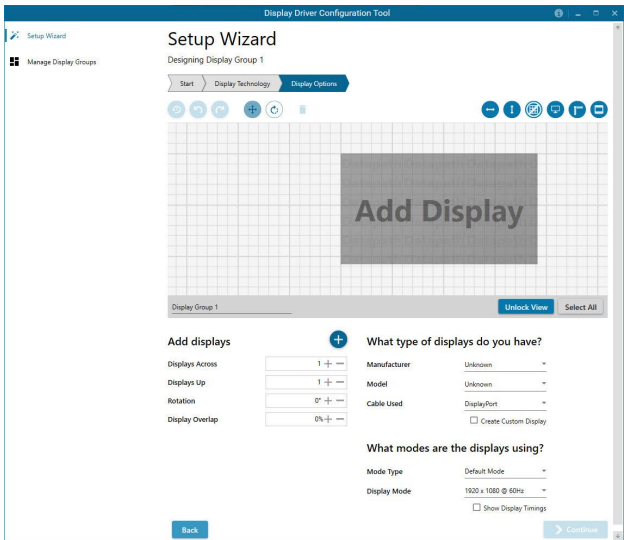 Display Driver Configuration Tool
Setup Wizard
Manage Display Groups
Setup Wizard
Designing Display Group 1
Start
Display Technology
Display Options
Add Display
Display Group 1
Unlock View
Select All
Add displays
Displays Across 1
Displays Up 1
Rotation 0°
Display Overlap 0%
What type of displays do you have?
Manufacturer Unknown
Model Unknown
Cable Used DisplayPort
Create Custom Display
What modes are the displays using?
Mode Type Default Mode
Display Mode 1920 x 1080 @ 60Hz
Show Display Timings
Back
Continue